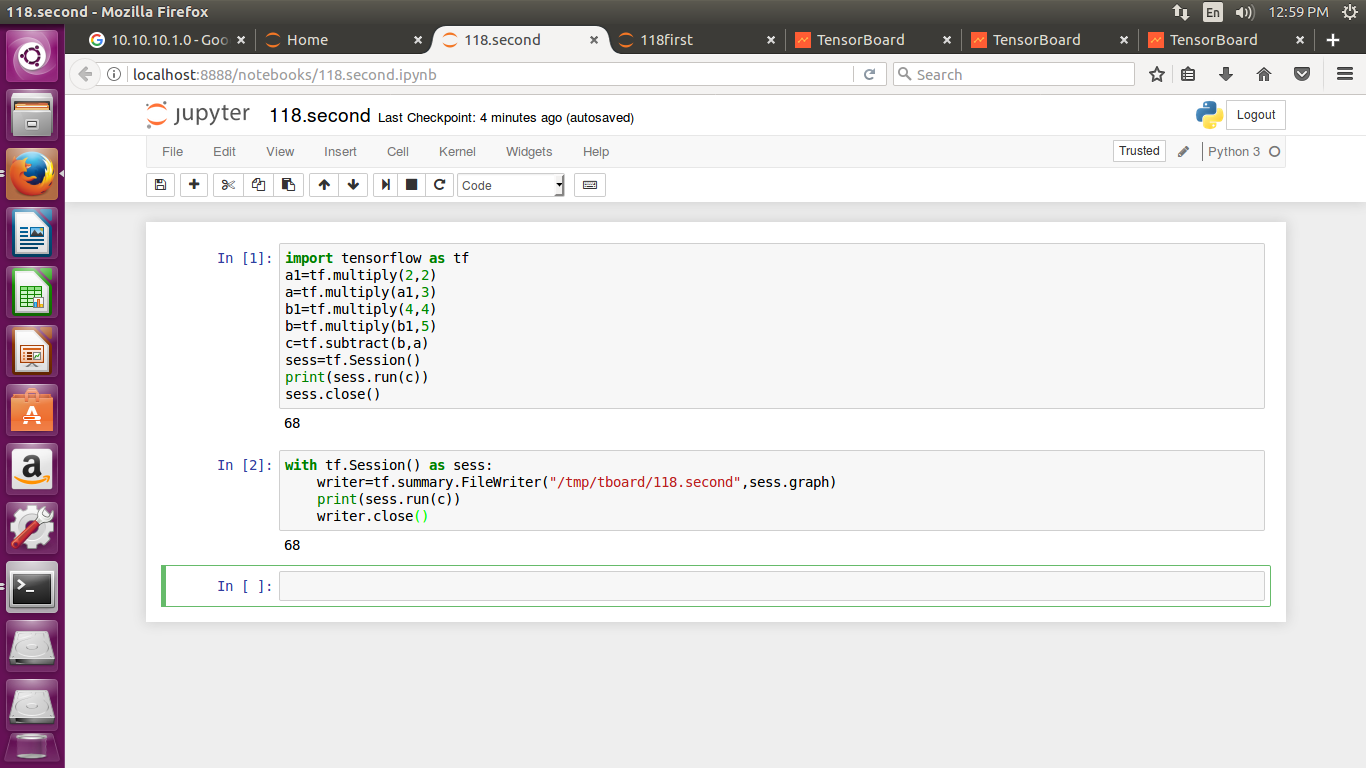 118.second - Mozilla Firefox
En
12:59 PM
10.10.10.1.0 - Goo
Home
118.second
118first
TensorBoard
TensorBoard
TensorBoard
localhost:8888/notebooks/118.second.ipynb
Search
jupyter
118.second
Last Checkpoint: 4 minutes ago (autosaved)
Logout
File Edit View Insert Cell Kernel Widgets Help
Trusted
Python 3
Code
In [1]:
import tensorflow as tf
a1=tf.multiply(2,2)
a=tf.multiply(a1,3)
b1=tf.multiply(4,4)
b=tf.multiply(b1,5)
c=tf.subtract(b,a)
sess=tf.Session()
print(sess.run(c))
sess.close()
68
In [2]:
with tf.Session() as sess:
    writer=tf.summary.FileWriter("/tmp/tboard/118.second",sess.graph)
    print(sess.run(c))
    writer.close()
68
In [ ]: